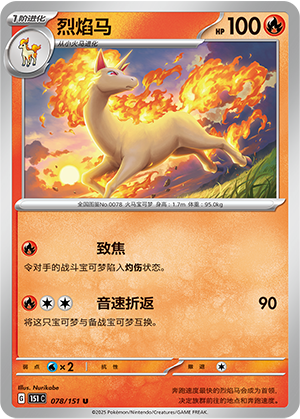 1阶进化
烈焰马
HP 100
从小火马进化
全国图鉴No.0078 火马宝可梦 身高：1.7m 体重：95.0kg
致焦
令对手的战斗宝可梦陷入灼伤状态。
音速折返 90
将这只宝可梦与备战宝可梦互换。
弱点 ×2 抵抗力 撤退
Illus. Nurikabe
G 151 C 078/151 U
奔跑速度最快的烈焰马会成为首领，
决定群体前往的地点和奔跑速度。
©2025 Pokémon/Nintendo/Creatures/GAME FREAK.